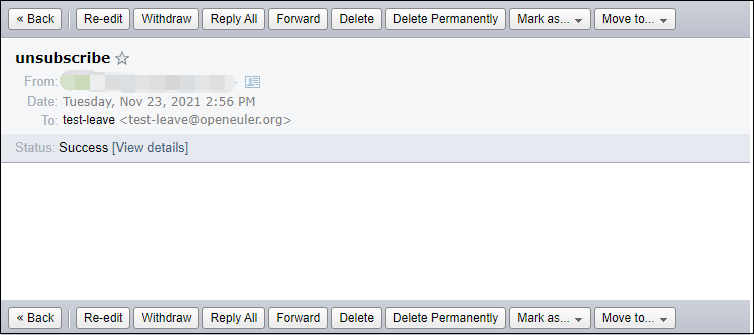 « Back Re-edit Withdraw Reply All Forward Delete Delete Permanently Mark as... Move to...
unsubscribe
From:
Date: Tuesday, Nov 23, 2021 2:56 PM
To: test-leave <test-leave@openeuler.org>
Status: Success [View details]
« Back Re-edit Withdraw Reply All Forward Delete Delete Permanently Mark as... Move to...